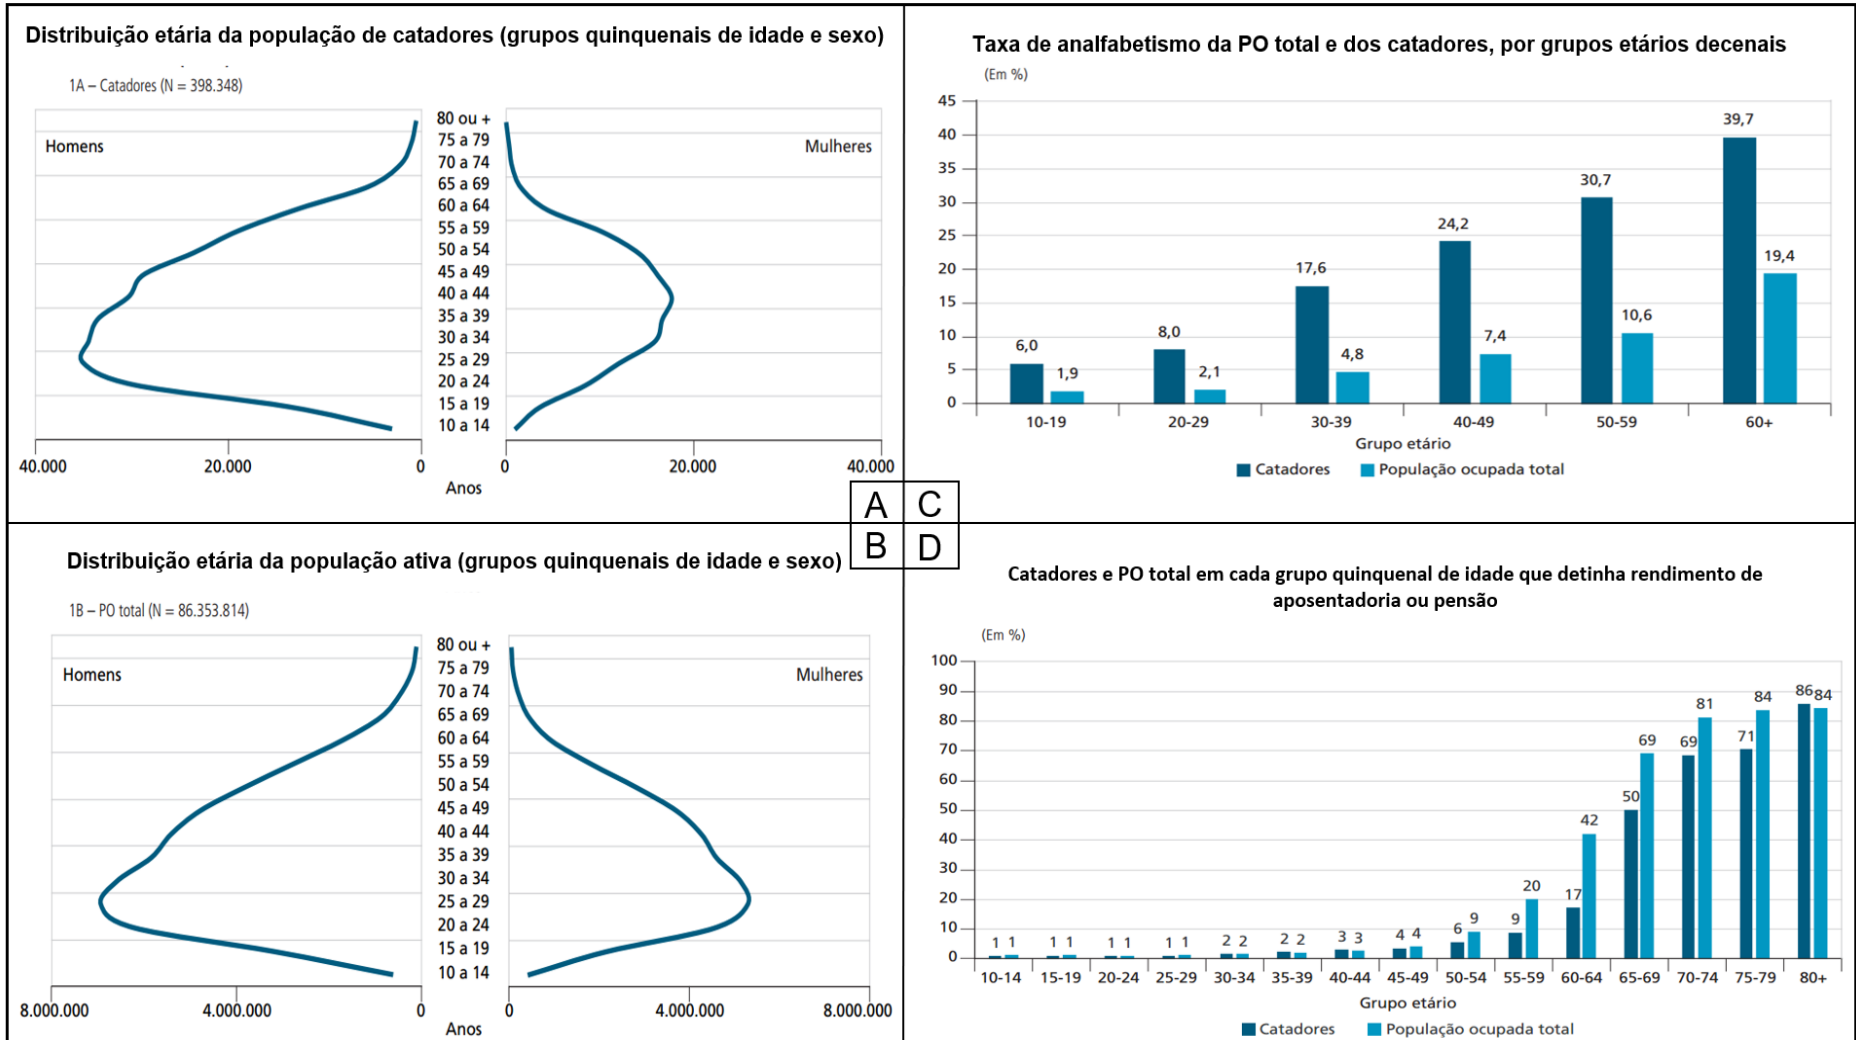 Distribuição etária da população de catadores (grupos quinquenais de idade e sexo)
1A – Catadores (N = 398.348)
Homens
Mulheres
80 ou +
75 a 79
70 a 74
65 a 69
60 a 64
55 a 59
50 a 54
45 a 49
40 a 44
35 a 39
30 a 34
25 a 29
20 a 24
15 a 19
10 a 14
40.000 20.000 0 0 20.000 40.000
Anos
Taxa de analfabetismo da PO total e dos catadores, por grupos etários decenais
(Em %)
45
40
35
30
25
20
15
10
5
0
6,0 1,9 8,0 2,1 17,6 4,8 24,2 7,4 30,7 10,6 39,7 19,4
10-19 20-29 30-39 40-49 50-59 60+
Grupo etário
Catadores População ocupada total
A C
B D
Distribuição etária da população ativa (grupos quinquenais de idade e sexo)
1B – PO total (N = 86.353.814)
Homens
Mulheres
80 ou +
75 a 79
70 a 74
65 a 69
60 a 64
55 a 59
50 a 54
45 a 49
40 a 44
35 a 39
30 a 34
25 a 29
20 a 24
15 a 19
10 a 14
8.000.000 4.000.000 0 0 4.000.000 8.000.000
Anos
Catadores e PO total em cada grupo quinquenal de idade que detinha rendimento de
aposentadoria ou pensão
(Em %)
100
90
80
70
60
50
40
30
20
10
0
1 1 1 1 1 1 1 1 2 2 2 2 3 3 4 4 6 9 9 20 17 42 50 69 69 81 71 84 86 84
10-14 15-19 20-24 25-29 30-34 35-39 40-44 45-49 50-54 55-59 60-64 65-69 70-74 75-79 80+
Grupo etário
Catadores População ocupada total